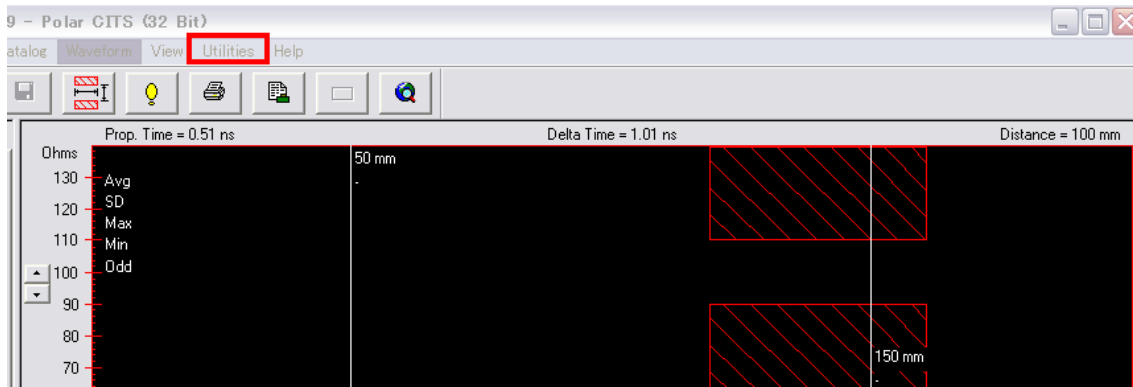 9 - Polar CITS (32 Bit)
atalog Waveform View Utilities Help
Prop. Time = 0.51 ns Delta Time = 1.01 ns Distance = 100 mm
Ohms
50 mm
130
Avg
120
SD
Max
110
Min
100
Odd
90
80
150 mm
70